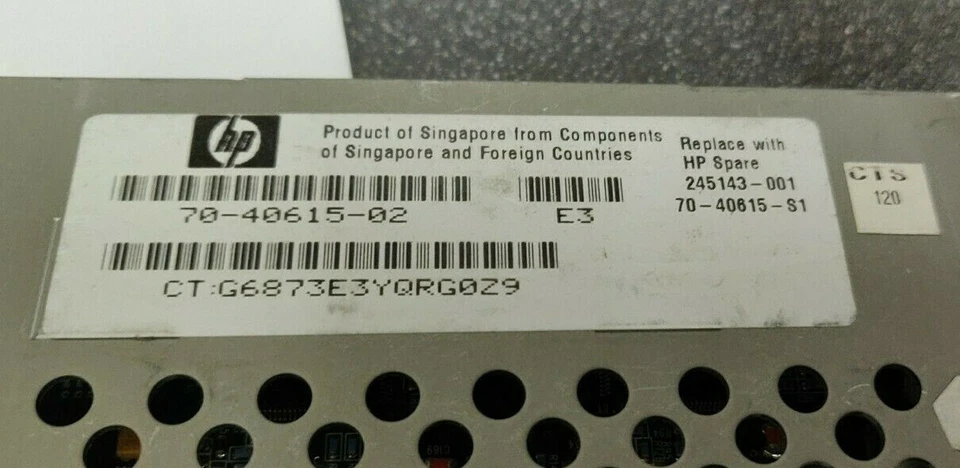 hp
Product of Singapore from Components
of Singapore and Foreign Countries
Replace with
HP Spare
245143-001
70-40615-S1
CTS
120
70-40615-02
E3
CT:G6873E3YQRG0Z9